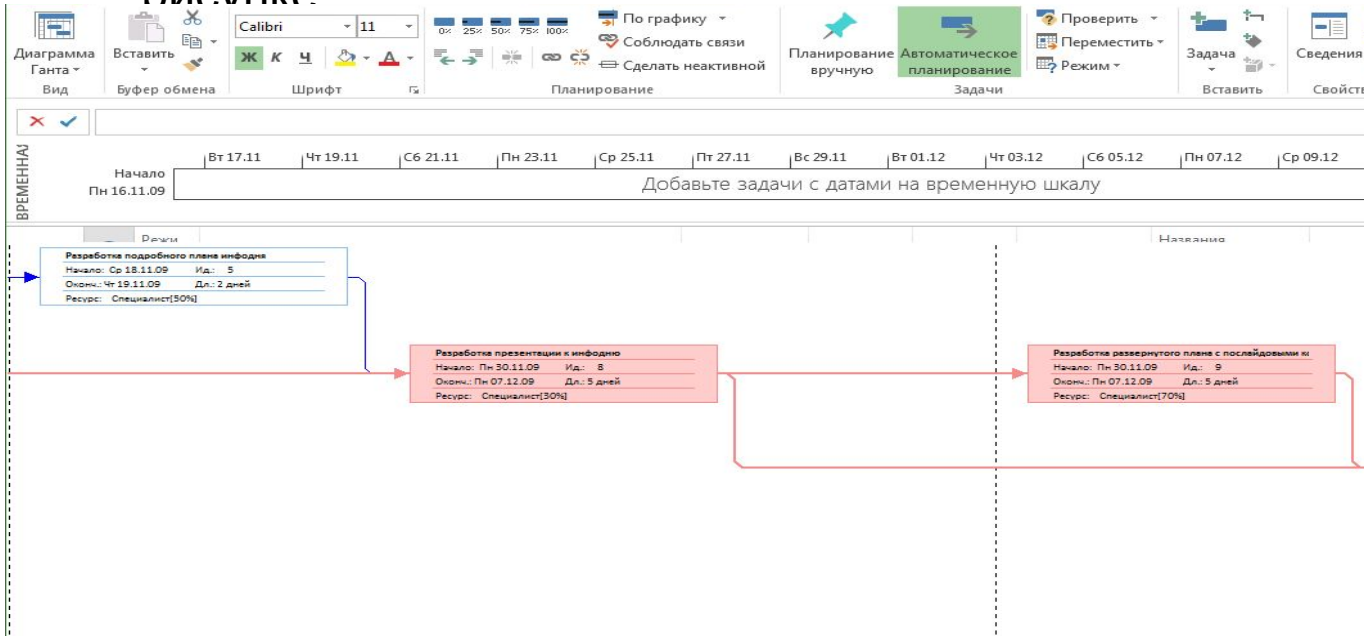 Calibri 11
0% 25% 50% 75% 100%
По графику
Соблюдать связи
Сделать неактивной
Ж К Ч А
Диаграмма Ганта
Вставить
Планирование вручную
Автоматическое планирование
Проверить
Переместить
Режим
Задача
Сведения
Вид
Буфер обмена
Шрифт
Планирование
Задачи
Вставить
ВРЕМЕННА
Вт 17.11 Чт 19.11 Сб 21.11 Пн 23.11 Ср 25.11 Пт 27.11 Вс 29.11 Вт 01.12 Чт 03.12 Сб 05.12 Пн 07.12 Ср 09.12
Начало
Пн 16.11.09
Добавьте задачи с датами на временную шкалу
Названия
Разработка подробного плана инфодня
Начало: Ср 18.11.09 Ид.: 5
Оконч.: Чт 19.11.09 Дл.: 2 дней
Ресурс: Специалист[50%]
Разработка презентации к инфодню
Начало: Пн 30.11.09 Ид.: 8
Оконч.: Пн 07.12.09 Дл.: 5 дней
Ресурс: Специалист[30%]
Разработка развернутого плана с послайдовыми
Начало: Пн 30.11.09 Ид.: 9
Оконч.: Пн 07.12.09 Дл.: 5 дней
Ресурс: Специалист[70%]